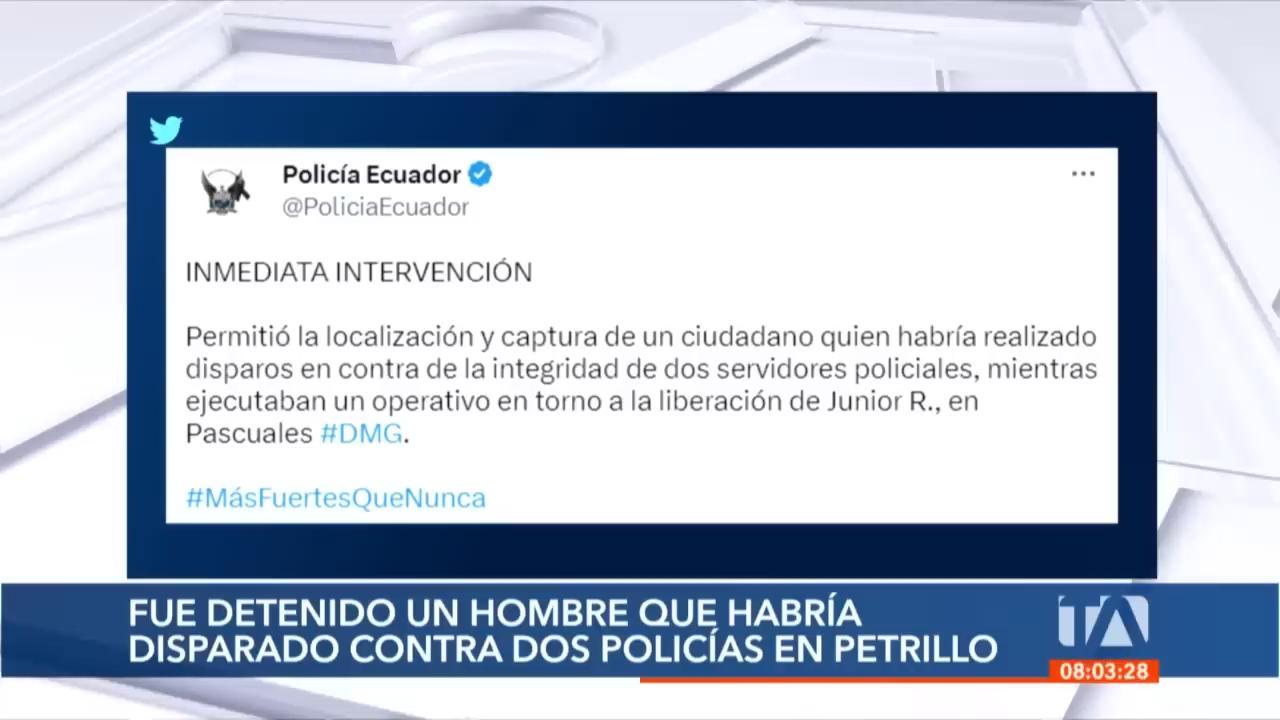 Policía Ecuador
@PoliciaEcuador
INMEDIATA INTERVENCIÓN
Permitió la localización y captura de un ciudadano quien habría realizado
disparos en contra de la integridad de dos servidores policiales, mientras
ejecutaban un operativo en torno a la liberación de Junior R., en
Pascuales #DMG.
#MásFuertesQueNunca
FUE DETENIDO UN HOMBRE QUE HABRÍA
DISPARADO CONTRA DOS POLICÍAS EN PETRILLO
TA
08:03:28